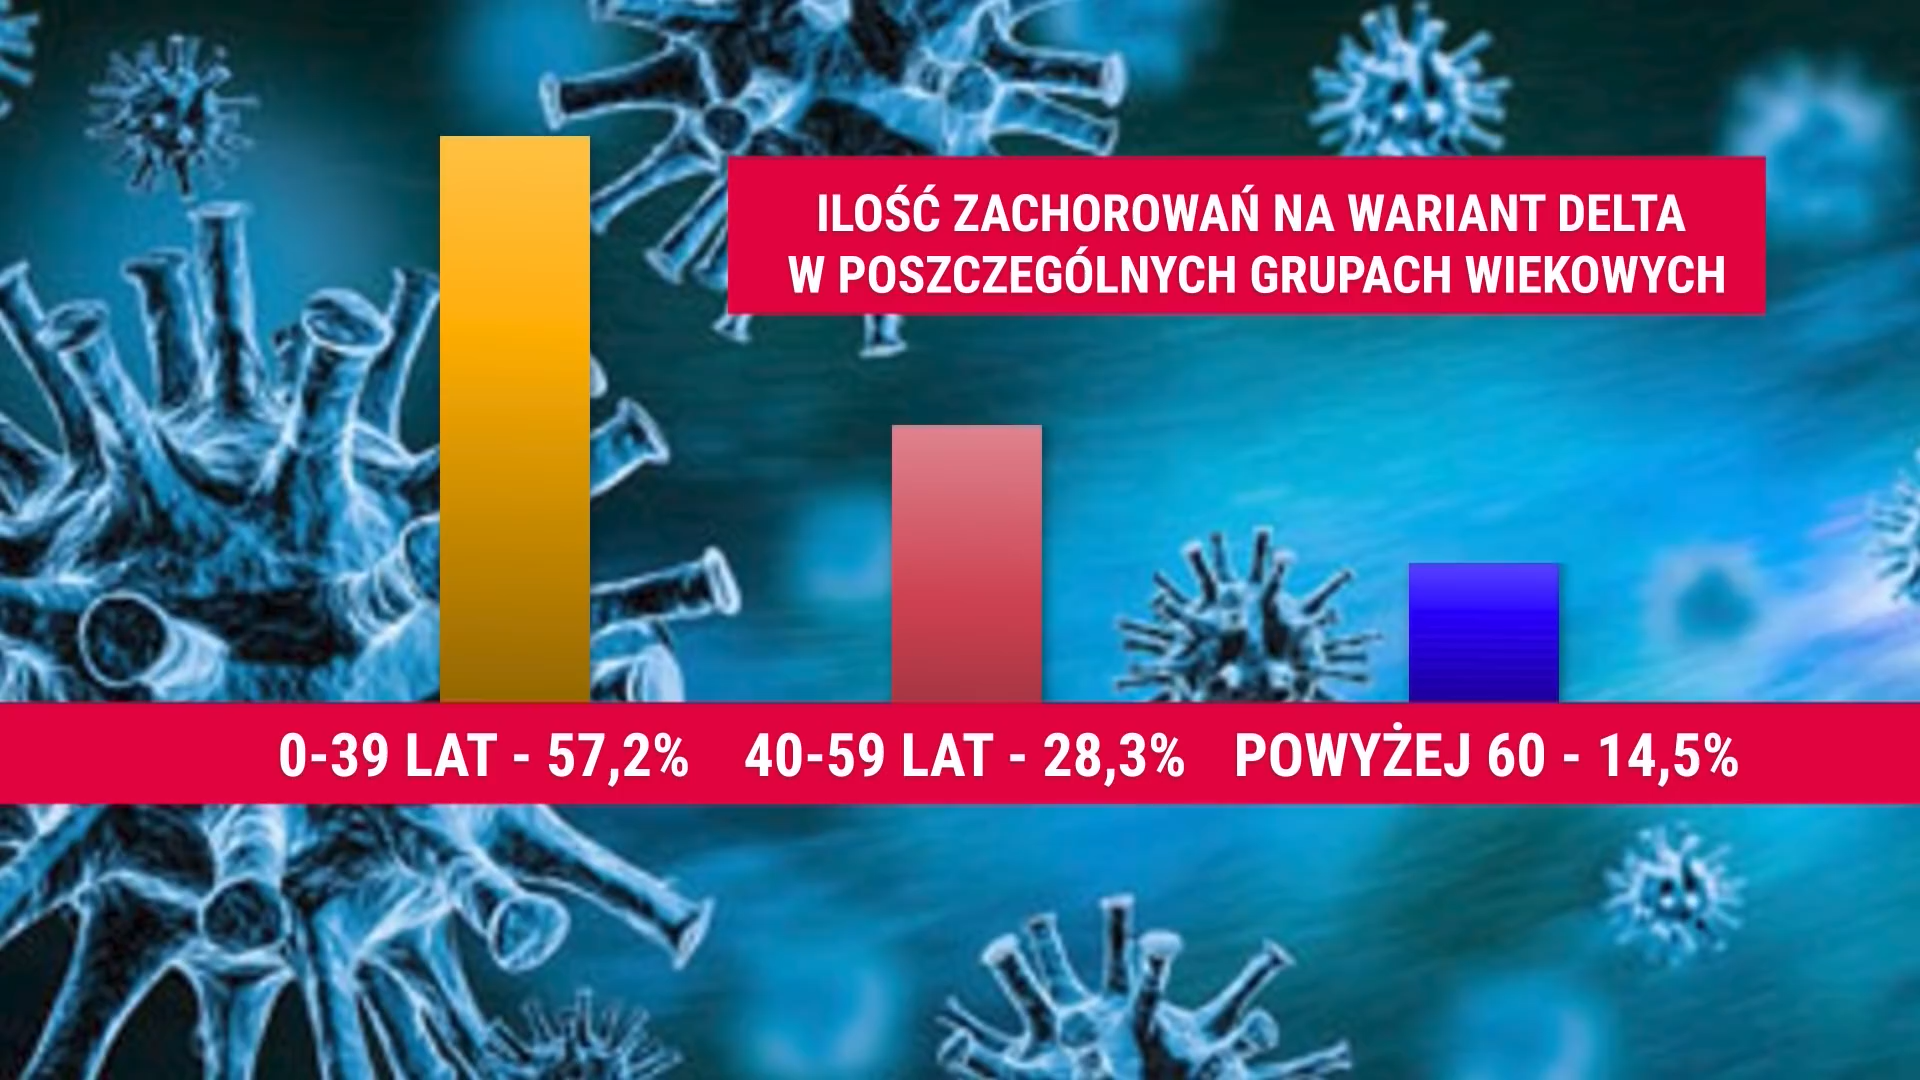 ILOŚĆ ZACHOROWAŃ NA WARIANT DELTA
W POSZCZEGÓLNYCH GRUPACH WIEKOWYCH
0-39 LAT - 57,2% 40-59 LAT - 28,3% POWYŻEJ 60 - 14,5%